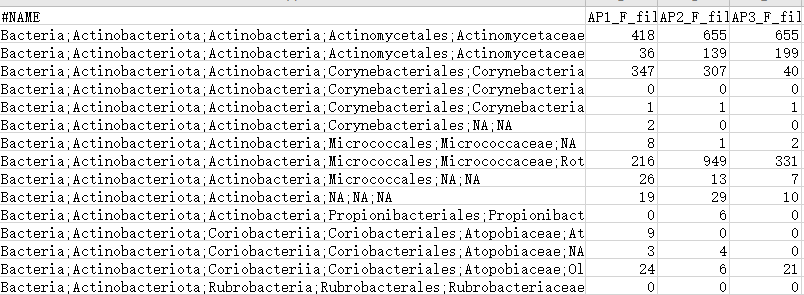 #NAME AP1_F_fil AP2_F_fil AP3_F_fil
Bacteria;Actinobacteriota;Actinobacteria;Actinomycetales;Actinomycetaceae 418 655 655
Bacteria;Actinobacteriota;Actinobacteria;Actinomycetales;Actinomycetaceae 36 139 199
Bacteria;Actinobacteriota;Actinobacteria;Corynebacteriales;Corynebacteria 347 307 40
Bacteria;Actinobacteriota;Actinobacteria;Corynebacteriales;Corynebacteria 0 0 0
Bacteria;Actinobacteriota;Actinobacteria;Corynebacteriales;Corynebacteria 1 1 1
Bacteria;Actinobacteriota;Actinobacteria;Corynebacteriales;NA;NA 2 0 0
Bacteria;Actinobacteriota;Actinobacteria;Micrococcales;Micrococcaceae;NA 8 1 2
Bacteria;Actinobacteriota;Actinobacteria;Micrococcales;Micrococcaceae;Rot 216 949 331
Bacteria;Actinobacteriota;Actinobacteria;Micrococcales;NA;NA 26 13 7
Bacteria;Actinobacteriota;Actinobacteria;NA;NA;NA 19 29 10
Bacteria;Actinobacteriota;Actinobacteria;Propionibacteriales;Propionibact 0 6 0
Bacteria;Actinobacteriota;Coriobacteriia;Coriobacteriales;Atopobiaceae;At 9 0 0
Bacteria;Actinobacteriota;Coriobacteriia;Coriobacteriales;Atopobiaceae;NA 3 4 0
Bacteria;Actinobacteriota;Coriobacteriia;Coriobacteriales;Atopobiaceae;Ol 24 6 21
Bacteria;Actinobacteriota;Rubrobacteria;Rubrobacterales;Rubrobacteriaceae 0 0 0